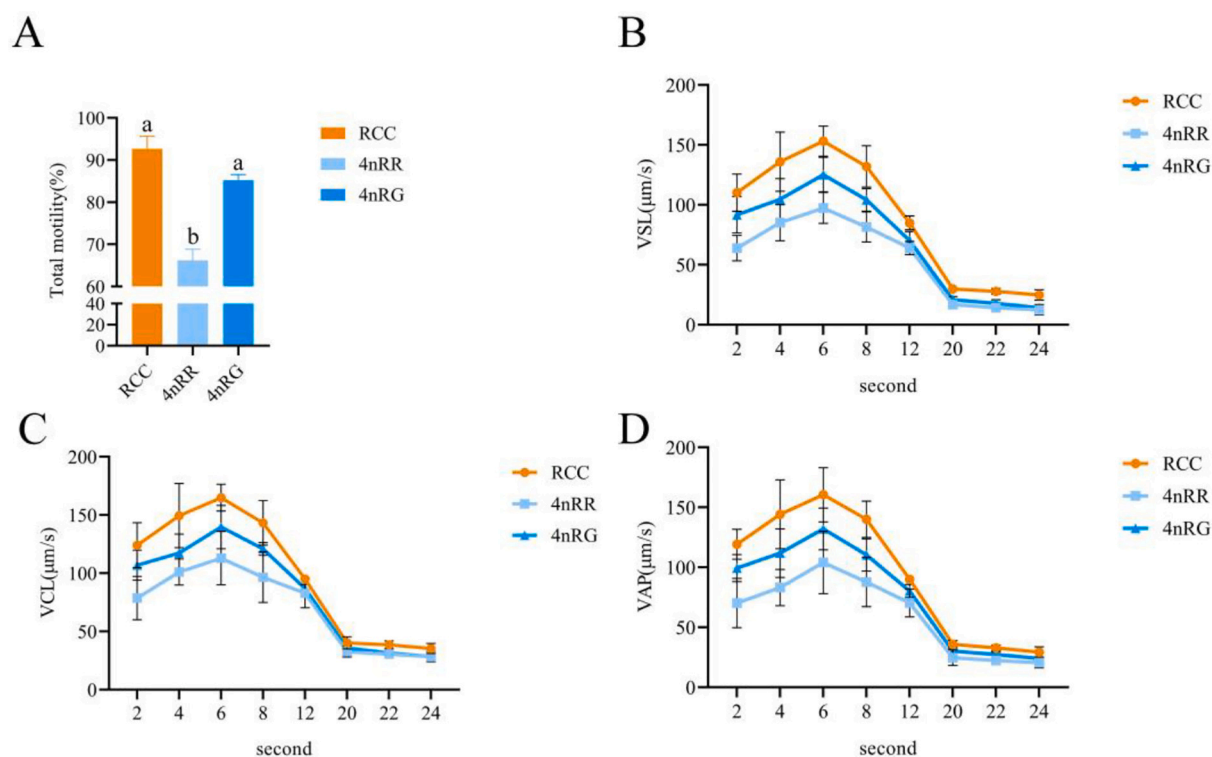 A
Total motility(%)
100
90
80
70
60
40
20
0
a
b
a
RCC
4nRR
4nRG
RCC
4nRR
4nRG
B
VSL(μm/s)
200
150
100
50
0
2 4 6 8 12 20 22 24
second
RCC
4nRR
4nRG
C
VCL(μm/s)
200
150
100
50
0
2 4 6 8 12 20 22 24
second
RCC
4nRR
4nRG
D
VAP(μm/s)
200
150
100
50
0
2 4 6 8 12 20 22 24
second
RCC
4nRR
4nRG